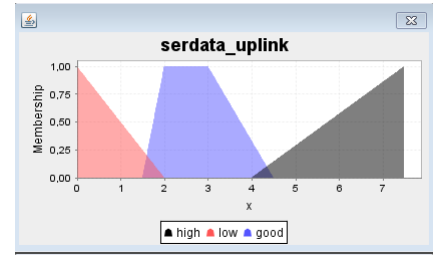 serdata_uplink
1,00
0,75
0,50
0,25
0,00
Membership
0 1 2 3 4 5 6 7
x
high low good